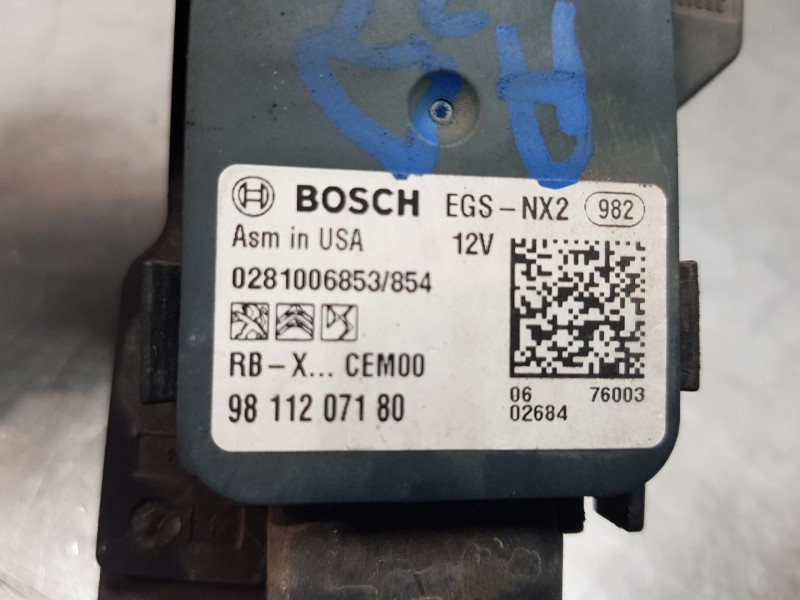 A
BOSCH EGS-NX2 982
Asm in USA 12V
0281006853/854
RB-X... CEM00
98 112 071 80
06 76003
02684